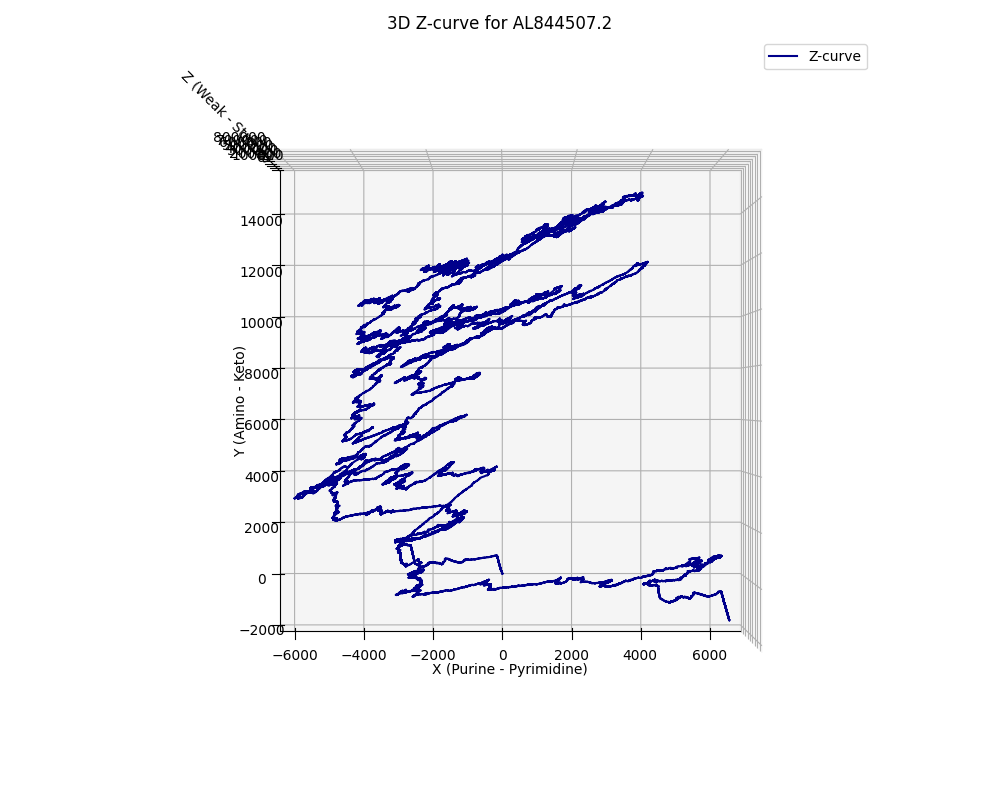 3D Z-curve for AL844507.2
Z-curve
Z (Weak -
14000
12000
10000
8000
6000
4000
2000
0
−2000
Y (Amino - Keto)
−6000 −4000 −2000 0 2000 4000 6000
X (Purine - Pyrimidine)